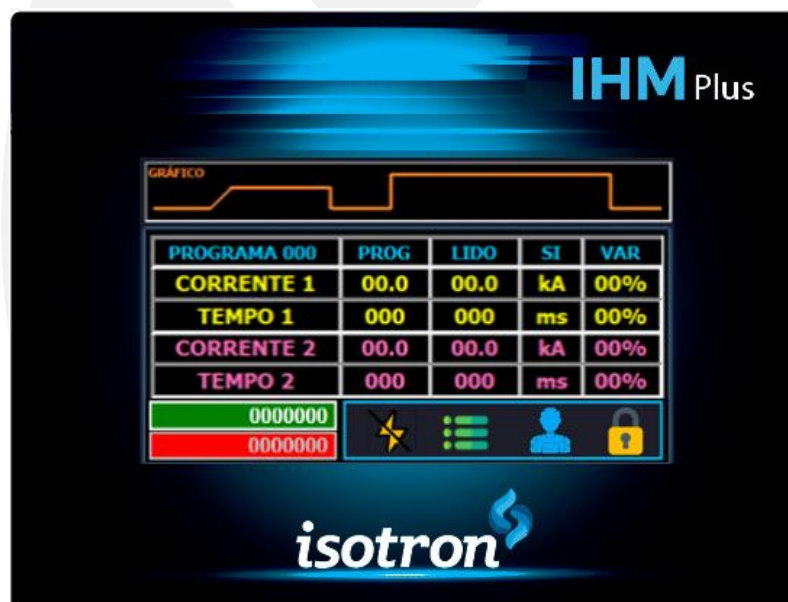 IHM Plus
GRÁFICO
PROGRAMA 000 PROG LIDO SI VAR
CORRENTE 1 00.0 00.0 kA 00%
TEMPO 1 000 000 ms 00%
CORRENTE 2 00.0 00.0 kA 00%
TEMPO 2 000 000 ms 00%
0000000
0000000
isotron